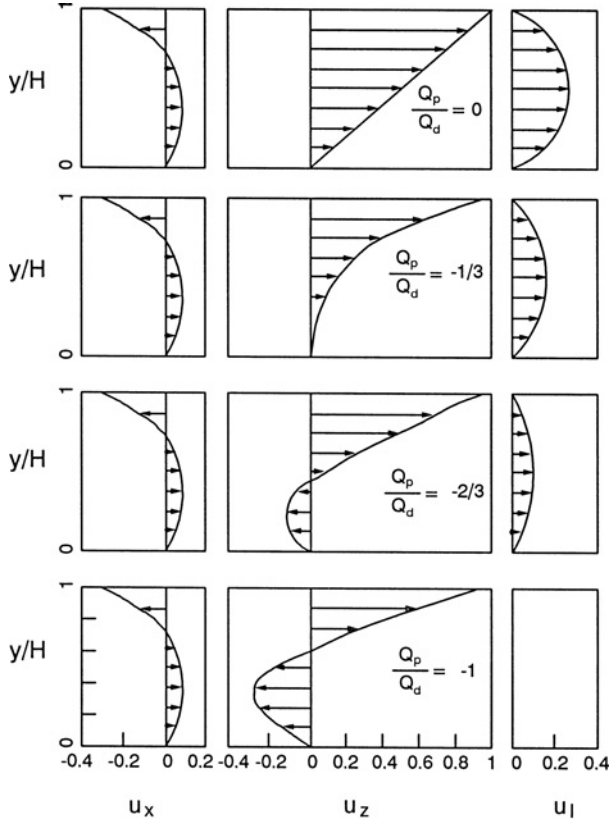 1
y/H
0
Q_p/Q_d = 0
1
y/H
0
Q_p/Q_d = -1/3
1
y/H
0
Q_p/Q_d = -2/3
1
y/H
0
Q_p/Q_d = -1
-0.4 -0.2 0 0.2
-0.4 -0.2 0 0.2 0.4 0.6 0.8 1
0 0.2 0.4
u_x
u_z
u_l